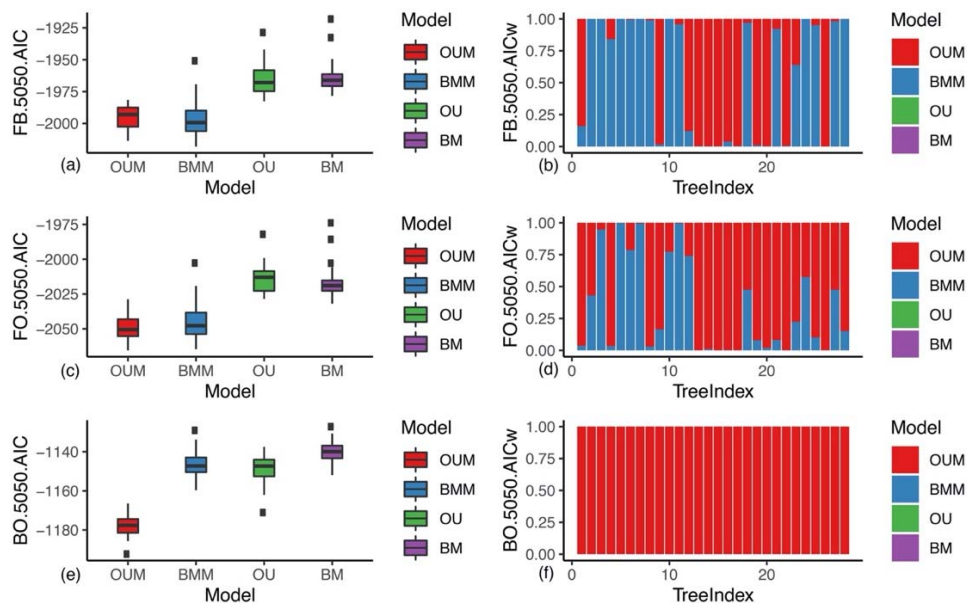 FB.5050.AIC
−1925
−1950
−1975
−2000
(a)
OUM BMM OU BM
Model
Model
OUM
BMM
OU
BM
FB.5050.AICw
1.00
0.75
0.50
0.25
0.00
(b)
0 10 20
TreeIndex
Model
OUM
BMM
OU
BM
FO.5050.AIC
−1975
−2000
−2025
−2050
(c)
OUM BMM OU BM
Model
Model
OUM
BMM
OU
BM
FO.5050.AICw
1.00
0.75
0.50
0.25
0.00
(d)
0 10 20
TreeIndex
Model
OUM
BMM
OU
BM
BO.5050.AIC
−1140
−1160
−1180
(e)
OUM BMM OU BM
Model
Model
OUM
BMM
OU
BM
BO.5050.AICw
1.00
0.75
0.50
0.25
0.00
(f)
0 10 20
TreeIndex
Model
OUM
BMM
OU
BM